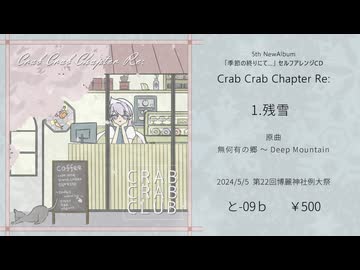 Crab Crab Chapter Re:
coffee
CRAB
CRAB
CLUB
5th NewAlbum
「季節の終りにて…」セルフアレンジCD
Crab Crab Chapter Re:
1.残雪
原曲
無何有の郷 ～ Deep Mountain
2024/5/5 第22回博麗神社例大祭
と-09b ￥500